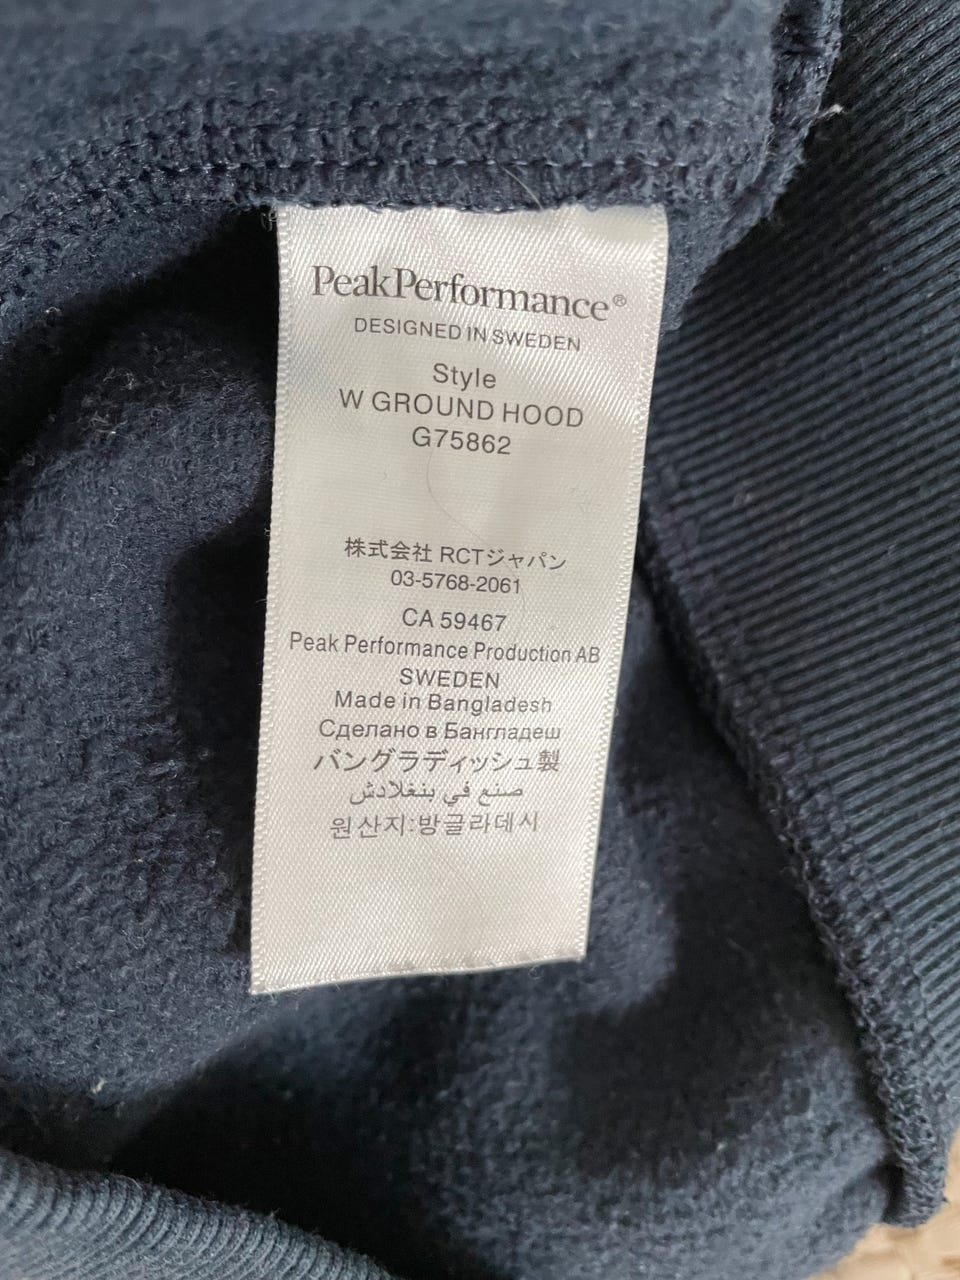 PeakPerformance®
DESIGNED IN SWEDEN
Style
W GROUND HOOD
G75862
株式会社 RCTジャパン
03-5768-2061
CA 59467
Peak Performance Production AB
SWEDEN
Made in Bangladesh
Сделано в Бангладеш
バングラディッシュ製
صنع في بنغلادش
원산지:방글라데시